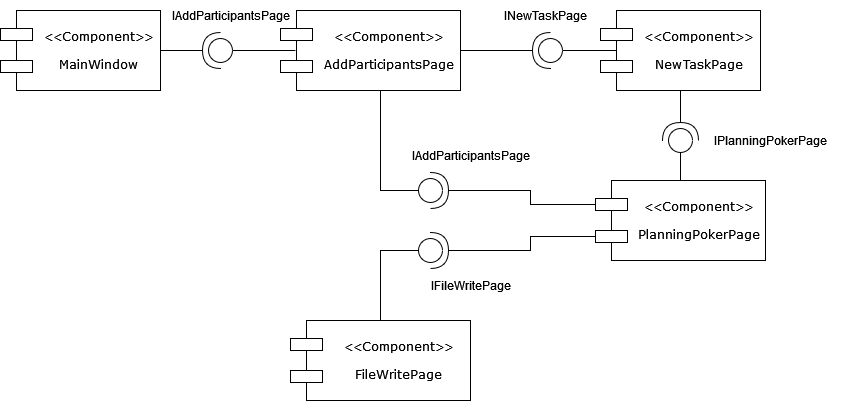 IAddParticipantsPage
INewTaskPage
<<Component>>
MainWindow
<<Component>>
AddParticipantsPage
<<Component>>
NewTaskPage
IPlanningPokerPage
IAddParticipantsPage
<<Component>>
PlanningPokerPage
IFileWritePage
<<Component>>
FileWritePage